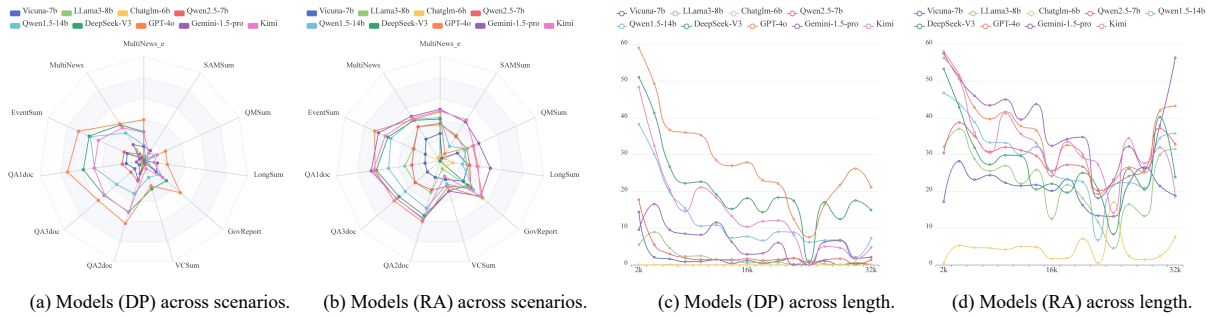 Vicuna-7b LLama3-8b Chatglm-6b Qwen2.5-7b
Qwen1.5-14b DeepSeek-V3 GPT-4o Gemini-1.5-pro Kimi
MultiNews_e
SAMSum
QMSum
LongSum
GovReport
VCSum
QA2doc
QA3doc
QA1doc
EventSum
MultiNews
(a) Models (DP) across scenarios.
Vicuna-7b LLama3-8b Chatglm-6b Qwen2.5-7b
Qwen1.5-14b DeepSeek-V3 GPT-4o Gemini-1.5-pro Kimi
MultiNews_e
SAMSum
QMSum
LongSum
GovReport
VCSum
QA2doc
QA3doc
QA1doc
EventSum
MultiNews
(b) Models (RA) across scenarios.
Vicuna-7b LLama3-8b Chatglm-6b Qwen2.5-7b
Qwen1.5-14b DeepSeek-V3 GPT-4o Gemini-1.5-pro Kimi
60
50
40
30
20
10
0
2k 16k 32k
(c) Models (DP) across length.
Vicuna-7b LLama3-8b Chatglm-6b Qwen2.5-7b Qwen1.5-14b
DeepSeek-V3 GPT-4o Gemini-1.5-pro Kimi
60
50
40
30
20
10
0
2k 16k 32k
(d) Models (RA) across length.